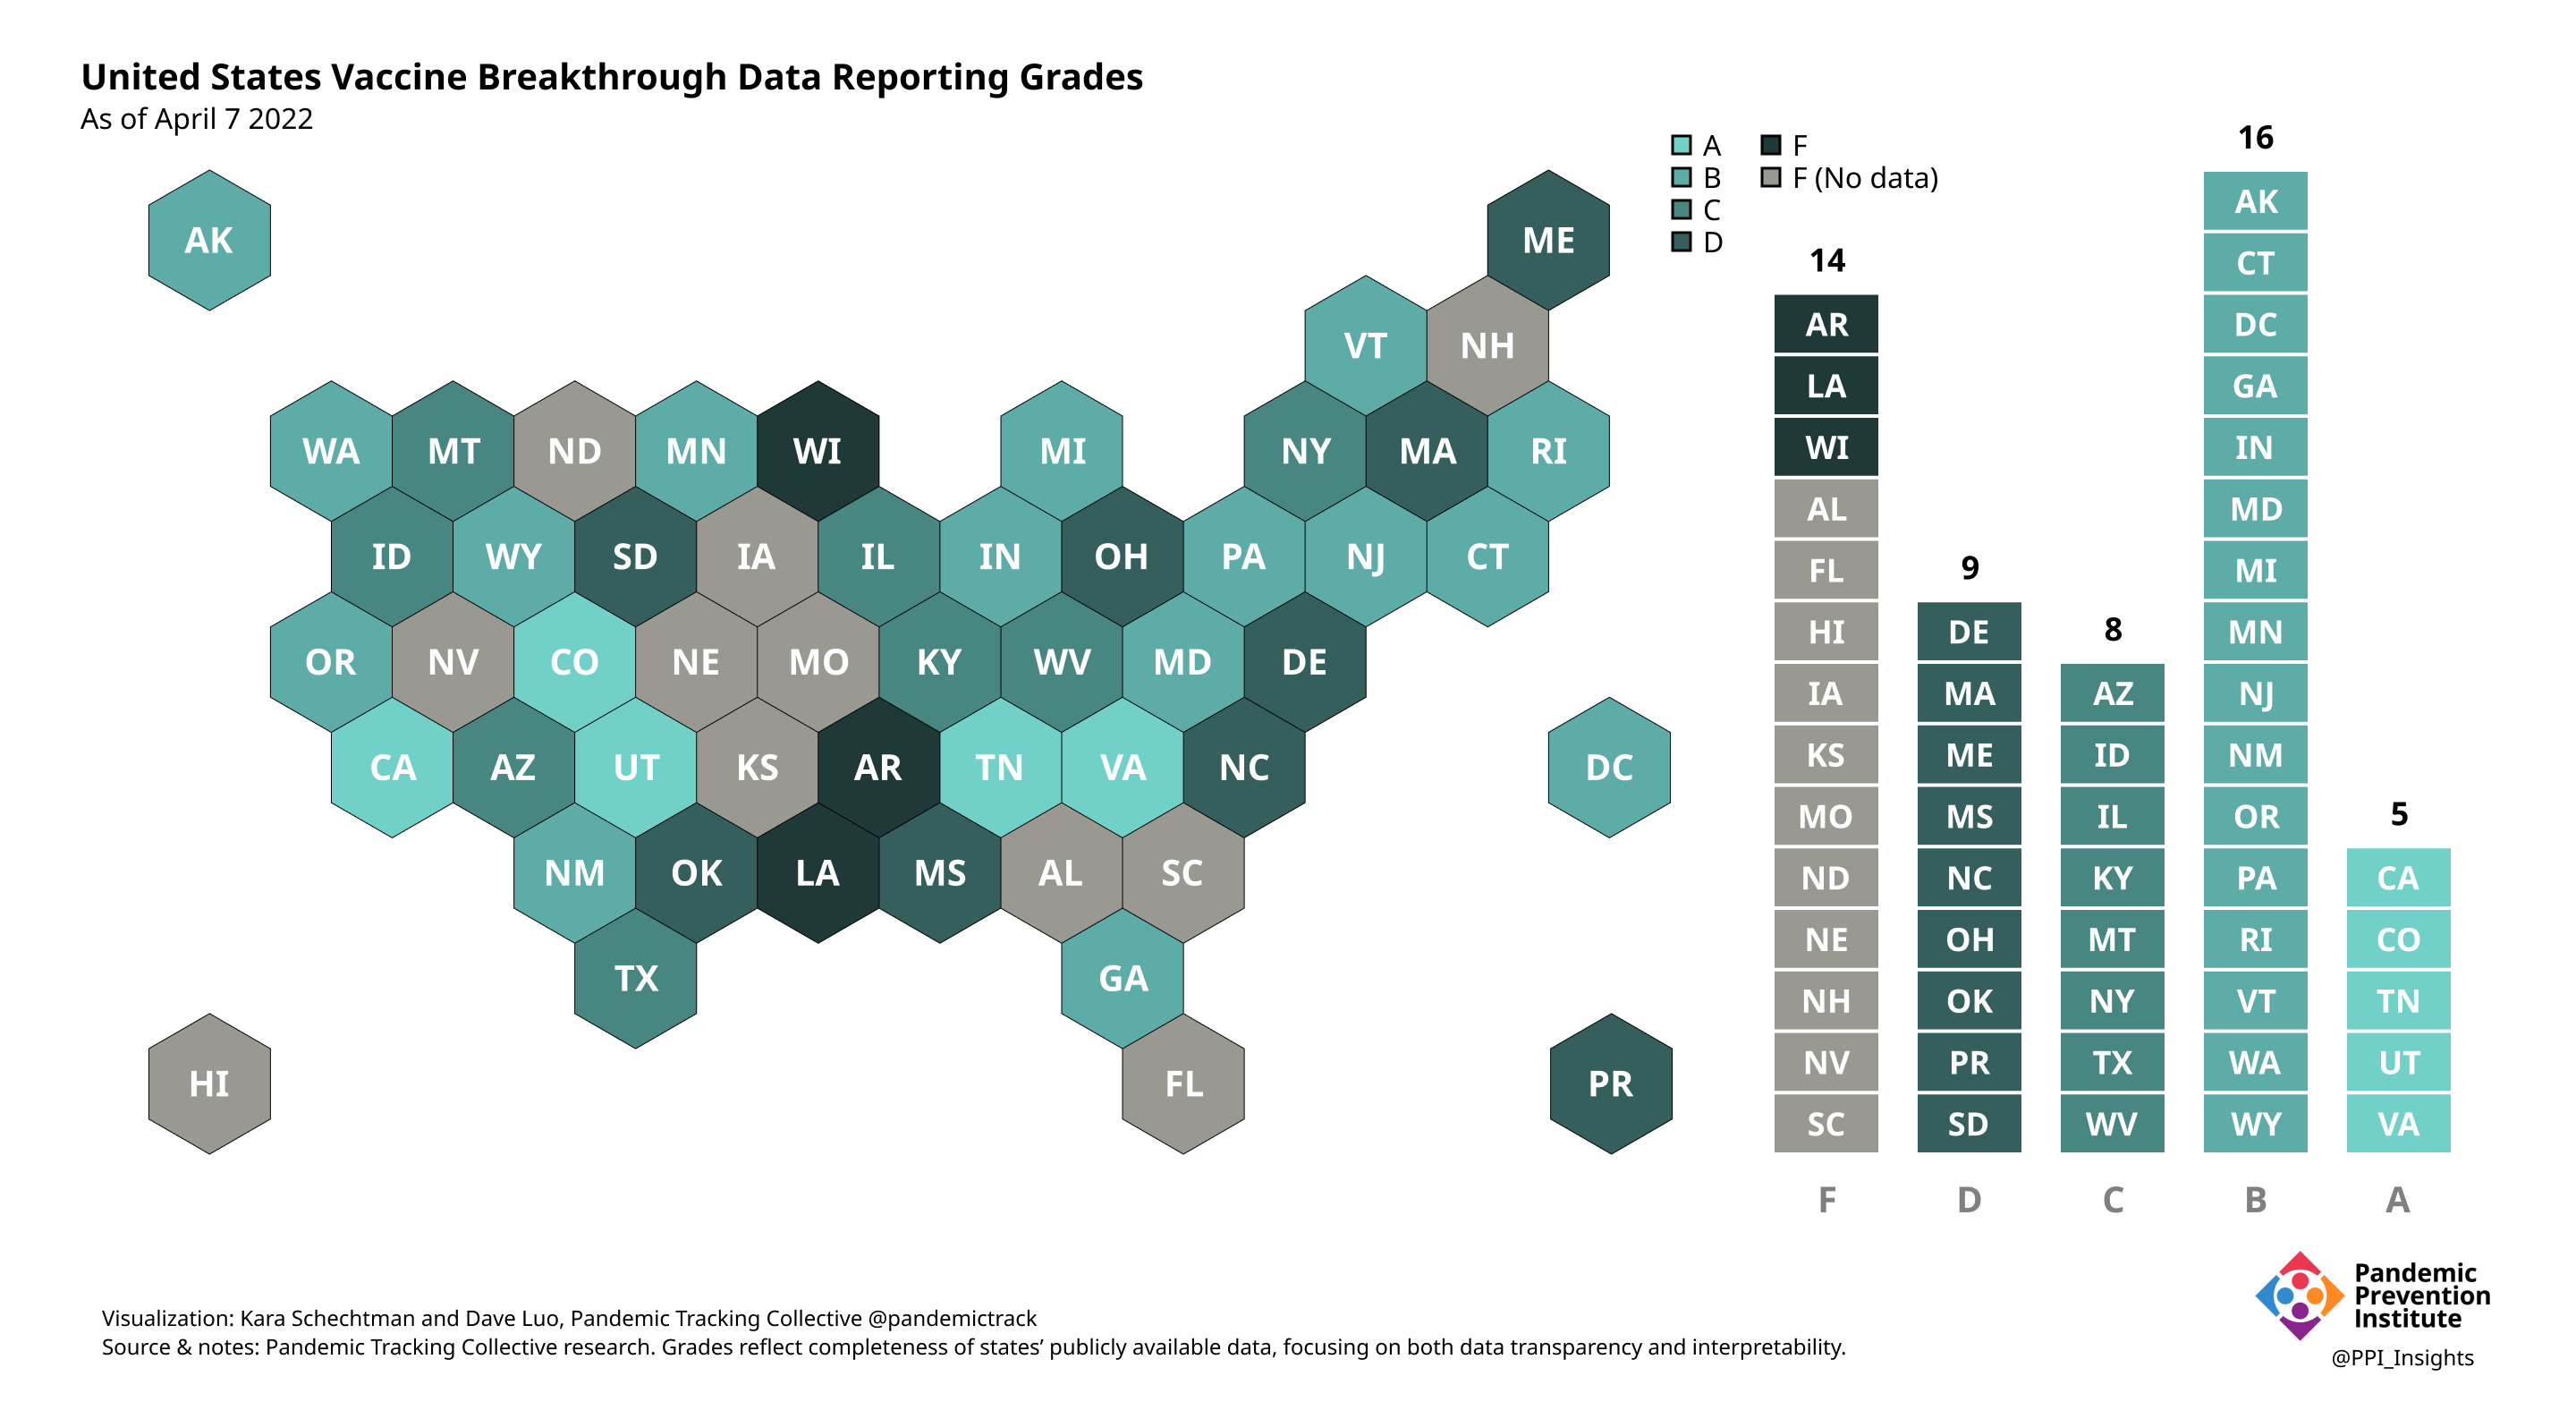 United States Vaccine Breakthrough Data Reporting Grades
As of April 7 2022
A F
B F (No data)
C
D
AK
ME
VT NH
WA MT ND MN WI MI NY MA RI
ID WY SD IA IL IN OH PA NJ CT
OR NV CO NE MO KY WV MD DE
CA AZ UT KS AR TN VA NC DC
NM OK LA MS AL SC
TX GA
HI FL PR
14
AR
LA
WI
AL
FL
HI
IA
KS
MO
ND
NE
NH
NV
SC
F
9
DE
MA
ME
MS
NC
OH
OK
PR
SD
D
8
AZ
ID
IL
KY
MT
NY
TX
WV
C
16
AK
CT
DC
GA
IN
MD
MI
MN
NJ
NM
OR
PA
RI
VT
WA
WY
B
5
CA
CO
TN
UT
VA
A
Visualization: Kara Schechtman and Dave Luo, Pandemic Tracking Collective @pandemictrack
Source & notes: Pandemic Tracking Collective research. Grades reflect completeness of states’ publicly available data, focusing on both data transparency and interpretability.
Pandemic
Prevention
Institute
@PPI_Insights